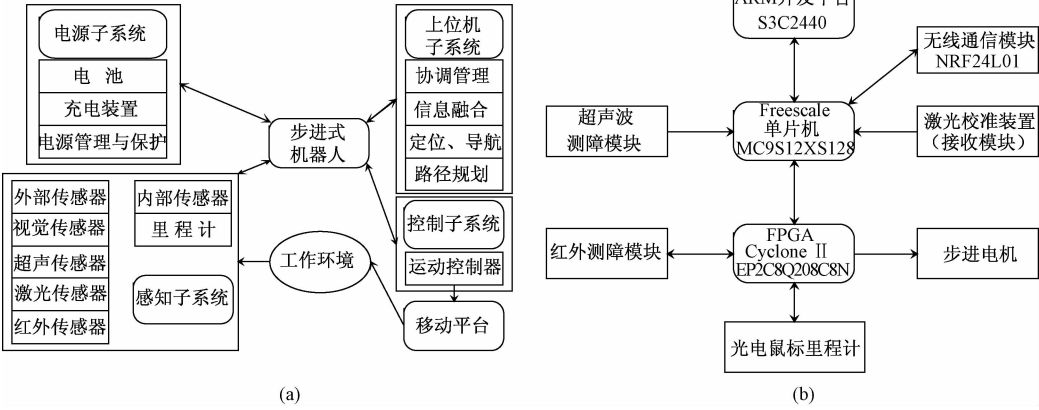 电源子系统
电 池
充电装置
电源管理与保护
步进式
机器人
上位机
子系统
协调管理
信息融合
定位、导航
路径规划
控制子系统
运动控制器
移动平台
工作环境
外部传感器
视觉传感器
超声传感器
激光传感器
红外传感器
内部传感器
里 程 计
感知子系统
(a)
ARM开发平台
S3C2440
无线通信模块
NRF24L01
超声波
测障模块
Freescale
单片机
MC9S12XS128
激光校准装置
(接收模块)
红外测障模块
FPGA
Cyclone Ⅱ
EP2C8Q208C8N
步进电机
光电鼠标里程计
(b)